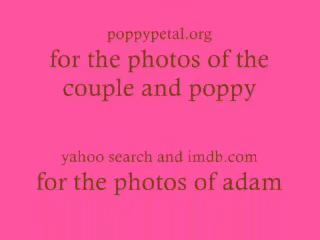 poppypetal.org
for the photos of the
couple and poppy
yahoo search and imdb.com
for the photos of adam